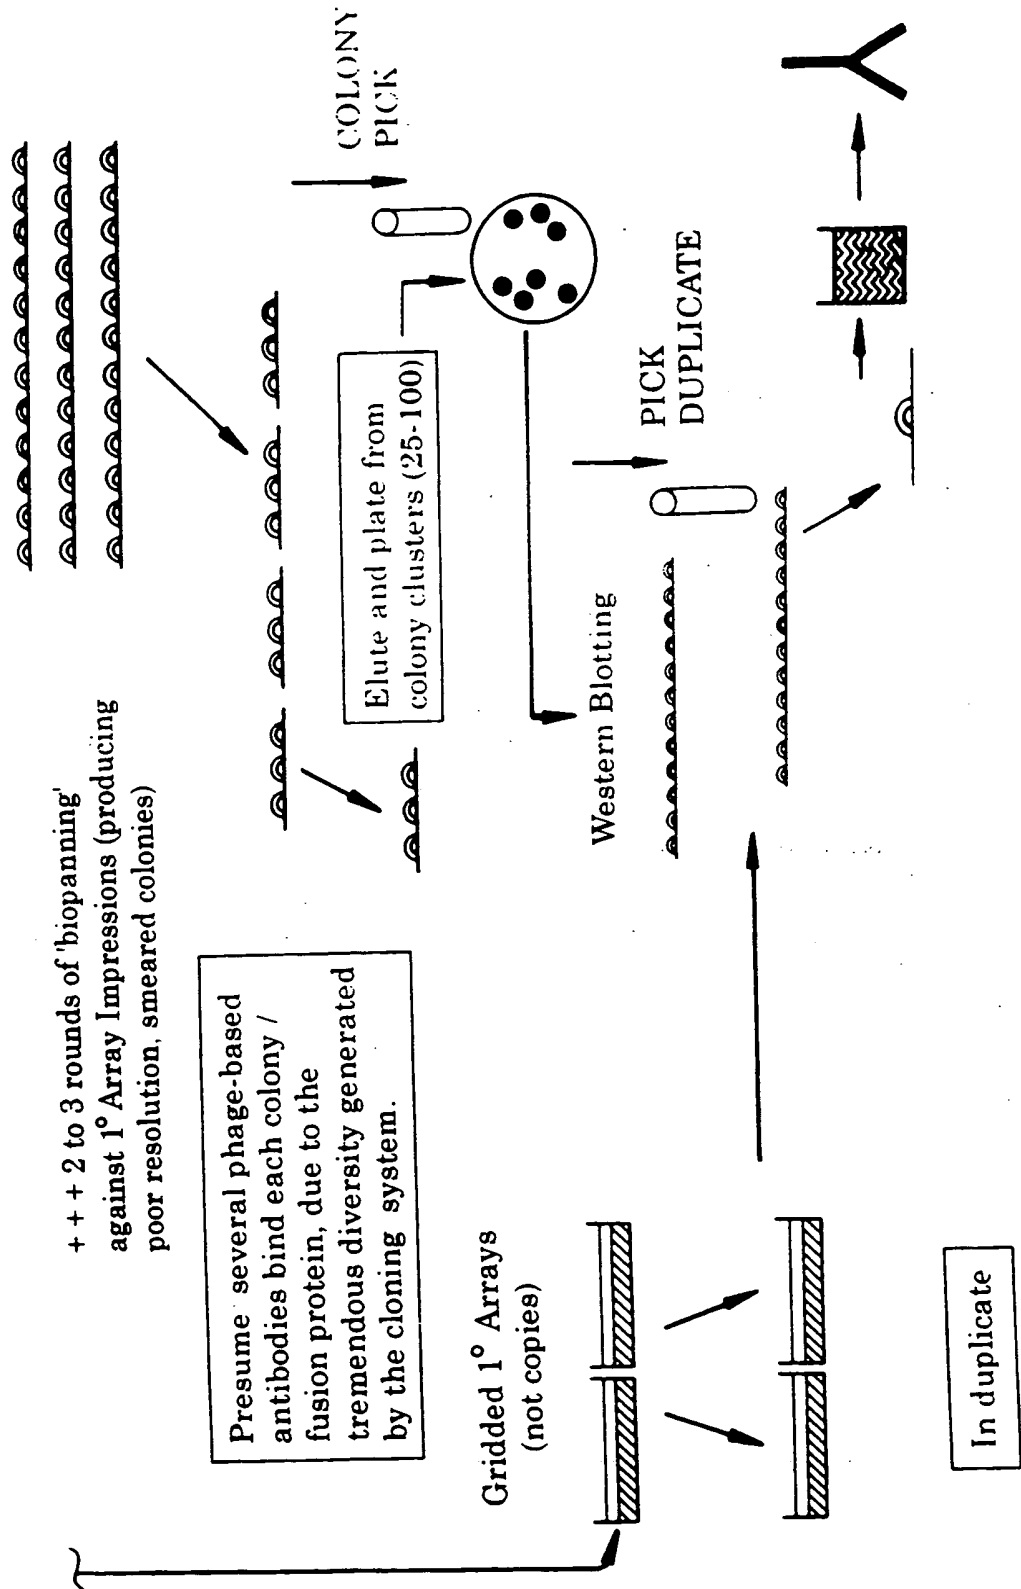 + + + 2 to 3 rounds of 'biopanning'
against 1° Array Impressions (producing
poor resolution, smeared colonies)
Presume several phage-based
antibodies bind each colony /
fusion protein, due to the
tremendous diversity generated
by the cloning system.
Elute and plate from
colony clusters (25-100)
COLONY
PICK
Gridded 1° Arrays
(not copies)
Western Blotting
PICK
DUPLICATE
In duplicate